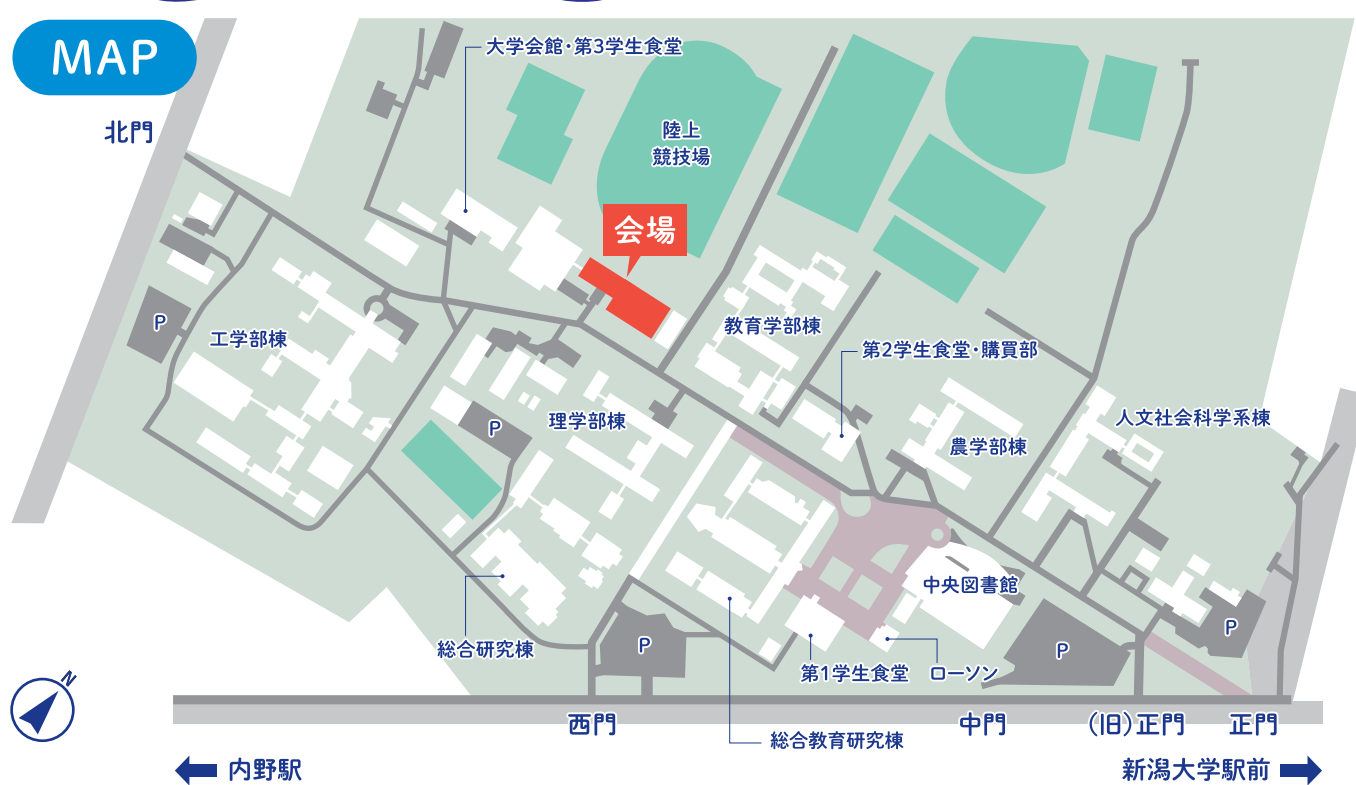 MAP
大学会館・第3学生食堂
北門
陸上
競技場
会場
P
工学部棟
教育学部棟
第2学生食堂・購買部
理学部棟
P
農学部棟
人文社会科学系棟
中央図書館
総合研究棟
P
第1学生食堂
ローソン
P
P
N
西門
中門
(旧)正門
正門
総合教育研究棟
内野駅
新潟大学駅前